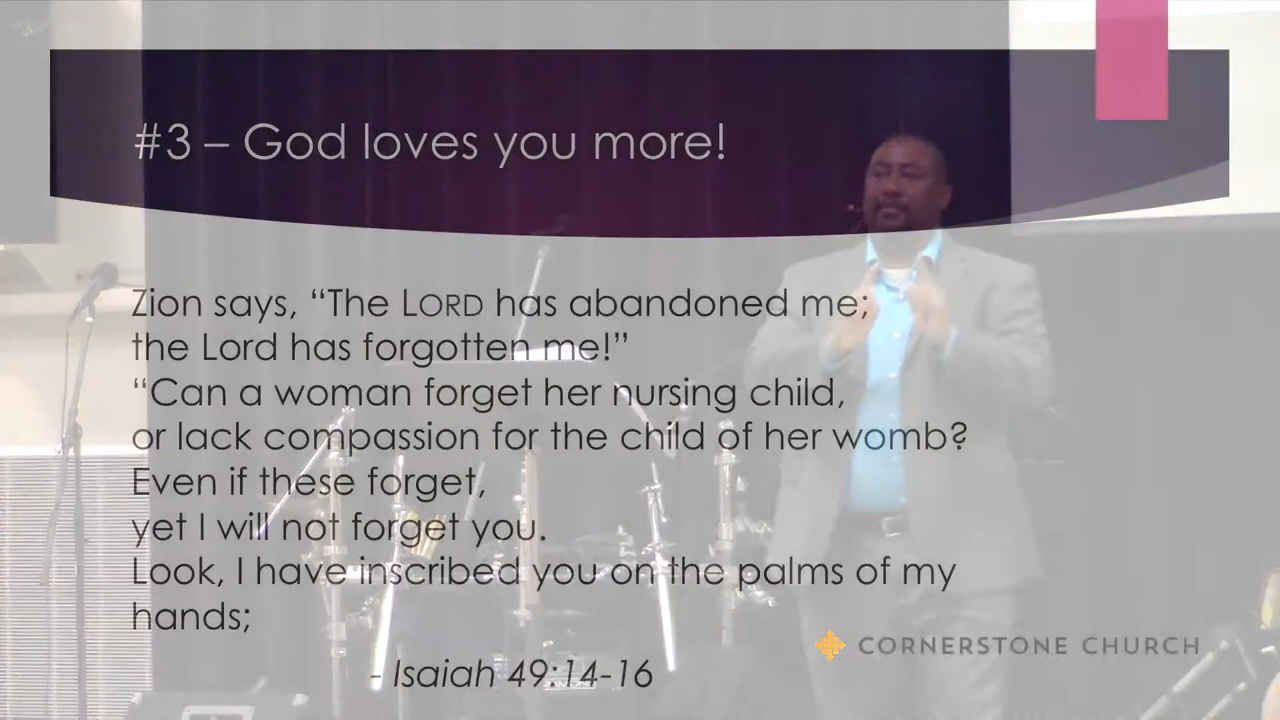 #3 – God loves you more!
Zion says, “The LORD has abandoned me;
the Lord has forgotten me!”
“Can a woman forget her nursing child,
or lack compassion for the child of her womb?
Even if these forget,
yet I will not forget you.
Look, I have inscribed you on the palms of my
hands;
- Isaiah 49:14-16
CORNERSTONE CHURCH